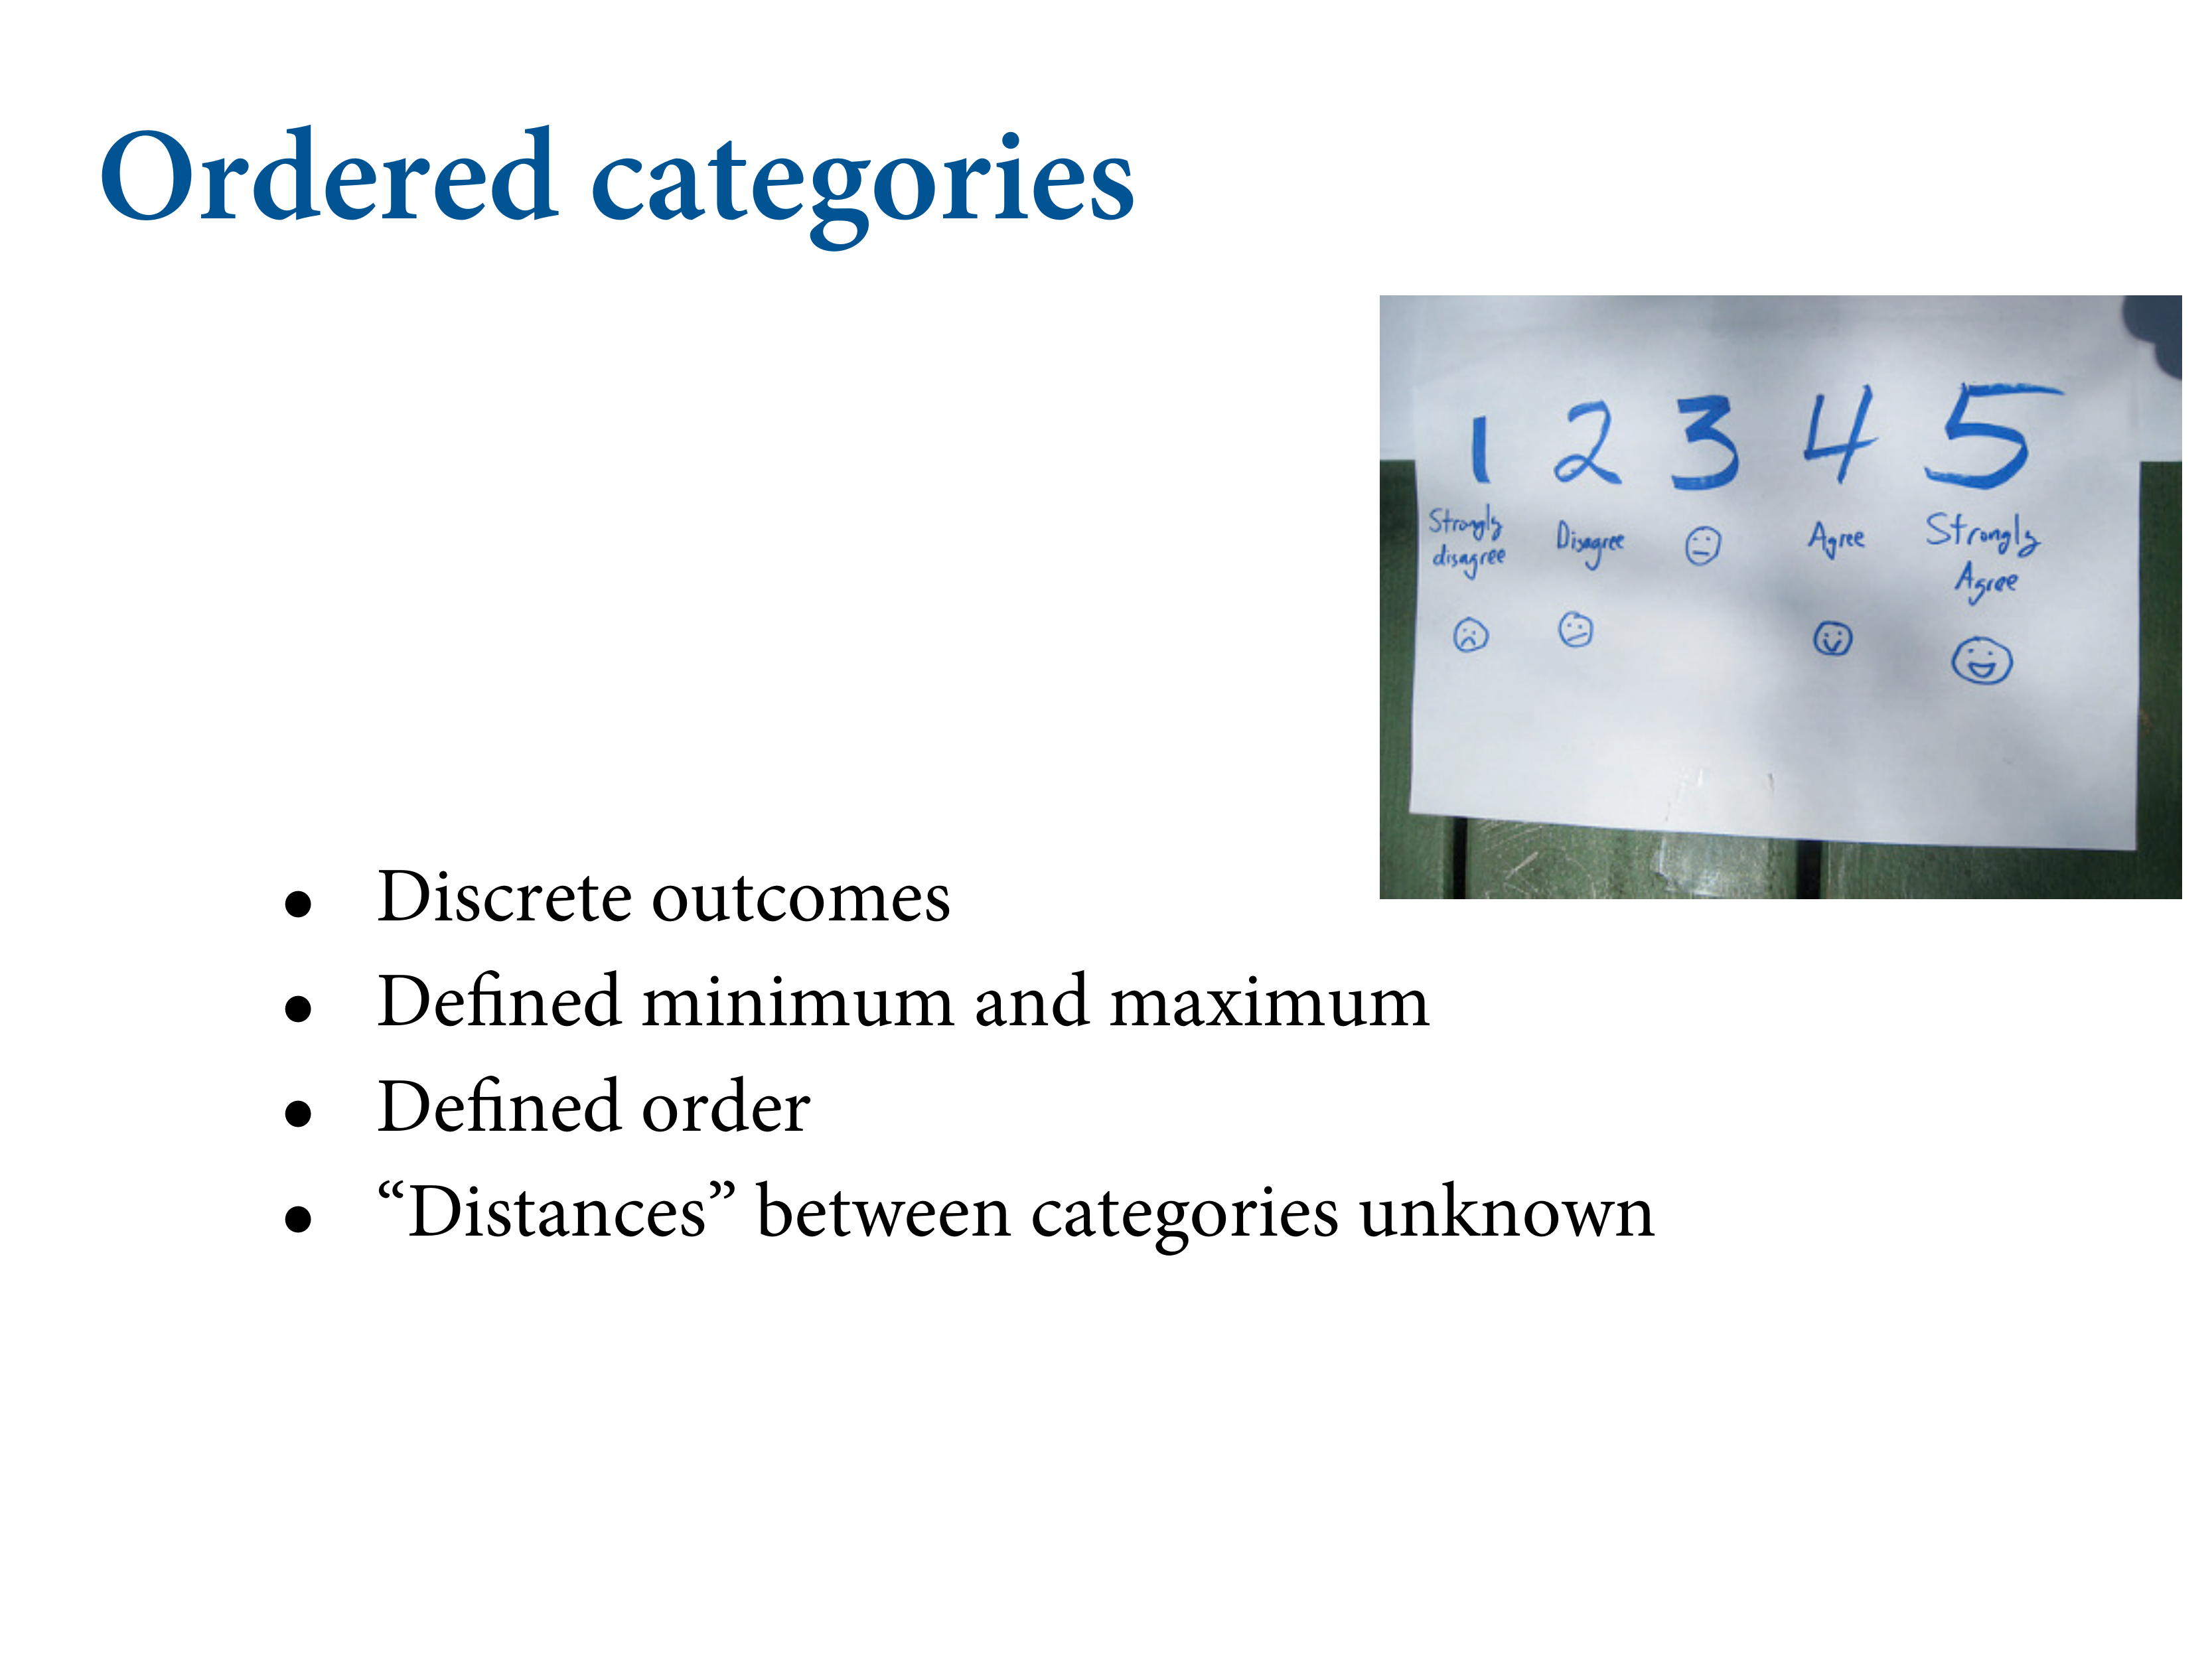 Ordered categories
1 2 3 4 5
Strongly disagree Disagree Agree Strongly Agree
• Discrete outcomes
• Defined minimum and maximum
• Defined order
• “Distances” between categories unknown